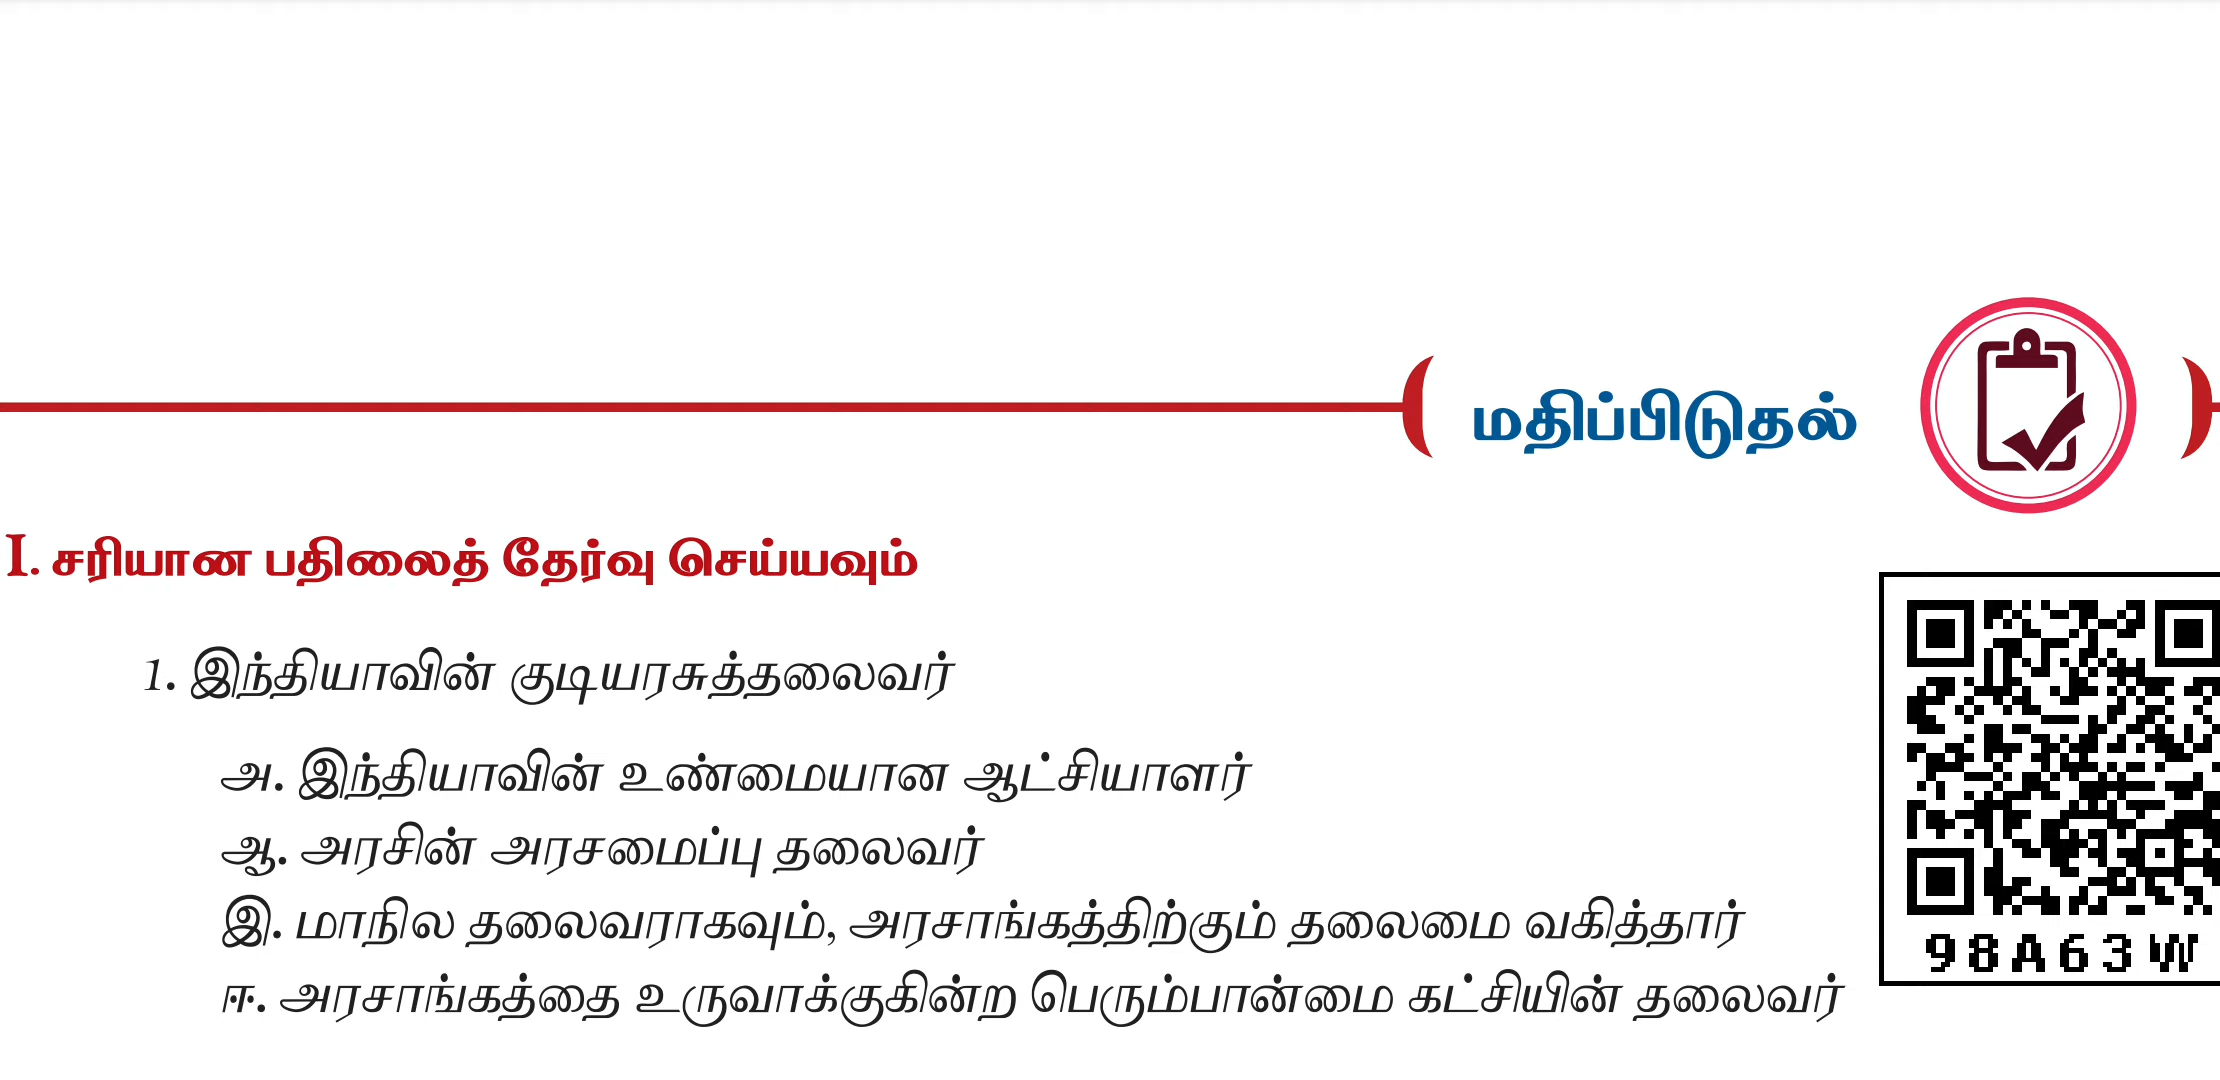 மதிப்பிடுதல்
I. சரியான பதிலைத் தேர்வு செய்யவும்
1. இந்தியாவின் குடியரசுத்தலைவர்
அ. இந்தியாவின் உண்மையான ஆட்சியாளர்
ஆ. அரசின் அரசமைப்பு தலைவர்
இ. மாநில தலைவராகவும், அரசாங்கத்திற்கும் தலைமை வகித்தார்
ஈ. அரசாங்கத்தை உருவாக்குகின்ற பெரும்பான்மை கட்சியின் தலைவர்
98A63W